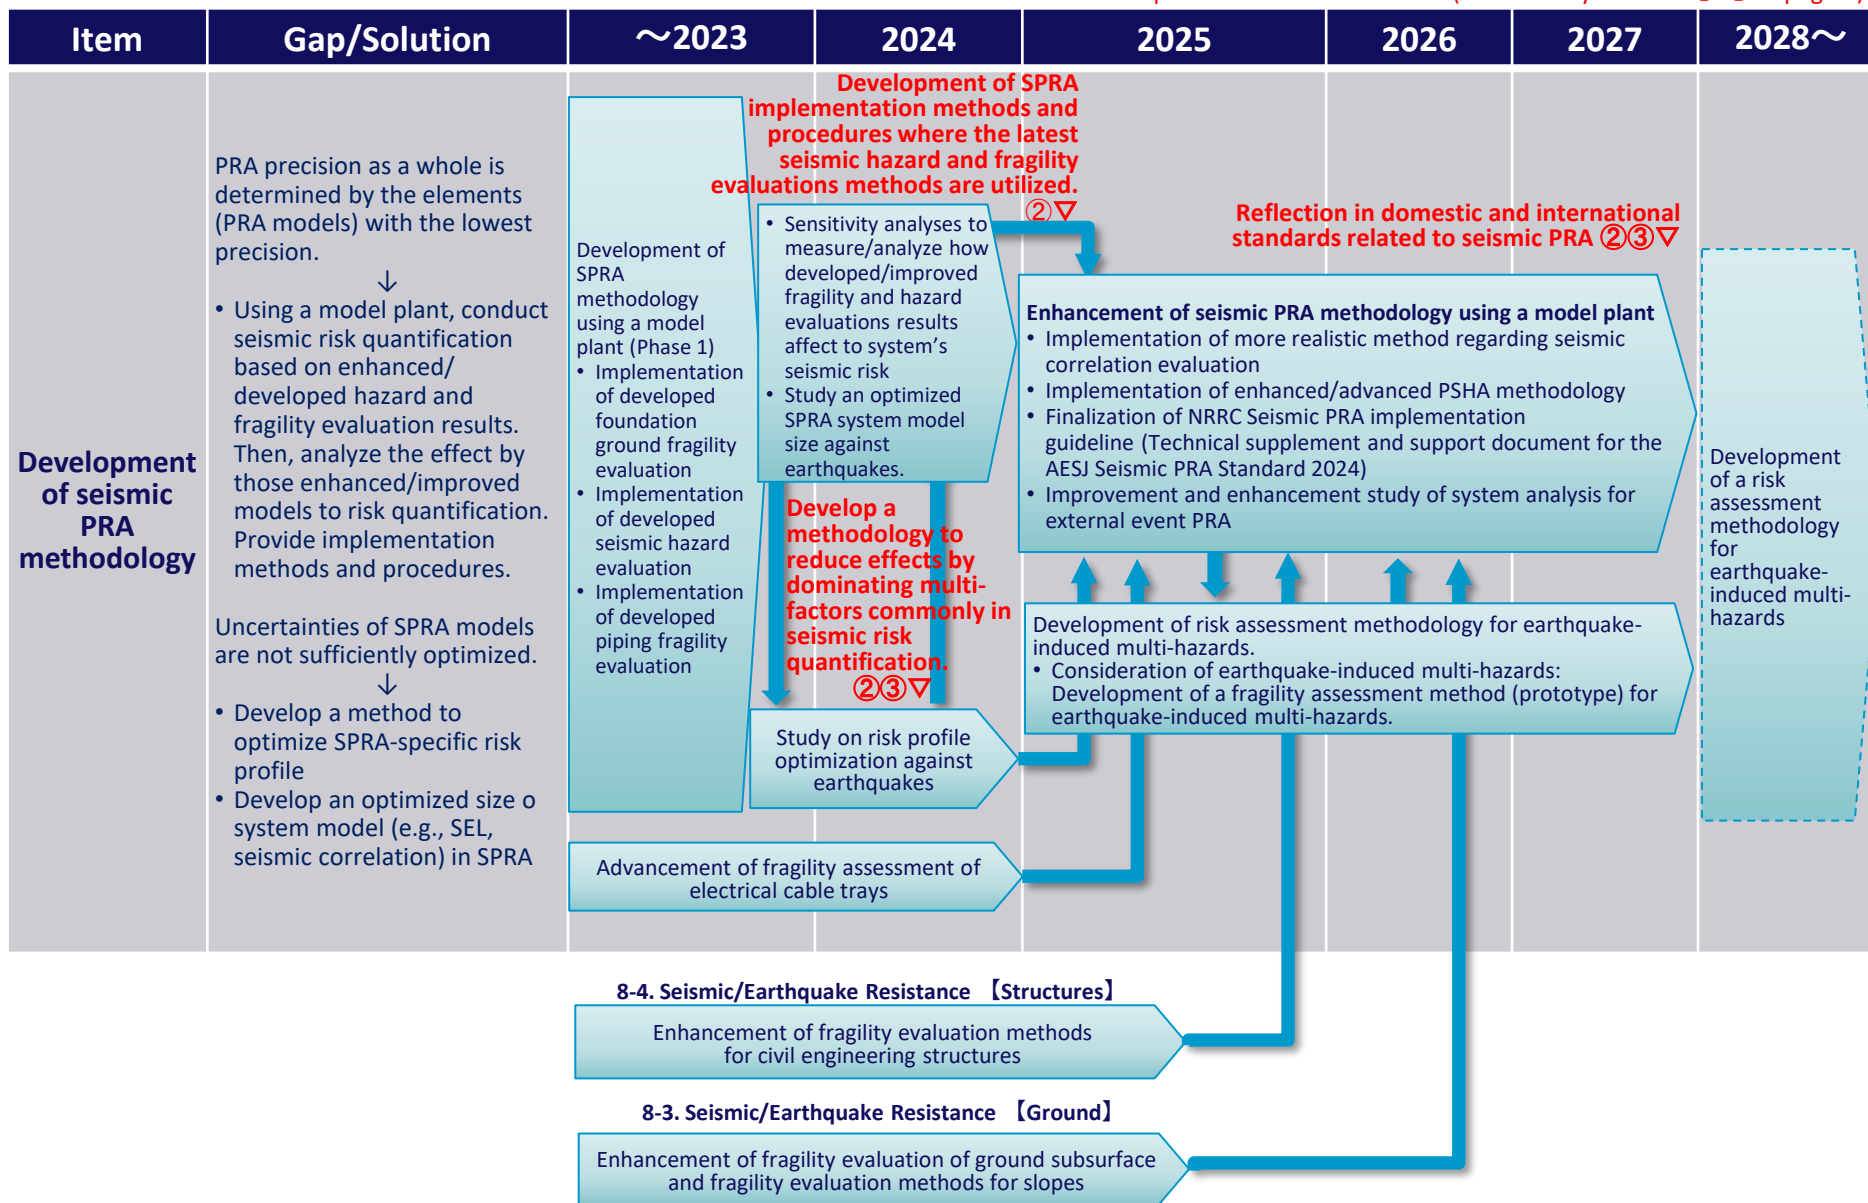 Item
Gap/Solution
～2023
2024
2025
2026
2027
2028～
Development
of seismic
PRA
methodology
PRA precision as a whole is
determined by the elements
(PRA models) with the lowest
precision.
↓
• Using a model plant, conduct
seismic risk quantification
based on enhanced/
developed hazard and
fragility evaluation results.
Then, analyze the effect by
those enhanced/improved
models to risk quantification.
Provide implementation
methods and procedures.
Uncertainties of SPRA models
are not sufficiently optimized.
↓
• Develop a method to
optimize SPRA-specific risk
profile
• Develop an optimized size o
system model (e.g., SEL,
seismic correlation) in SPRA
Development of
SPRA
methodology
using a model
plant (Phase 1)
• Implementation
of developed
foundation
ground fragility
evaluation
• Implementation
of developed
seismic hazard
evaluation
• Implementation
of developed
piping fragility
evaluation
Development of SPRA
implementation methods and
procedures where the latest
seismic hazard and fragility
evaluations methods are utilized.
②▽
• Sensitivity analyses to
measure/analyze how
developed/improved
fragility and hazard
evaluations results
affect to system's
seismic risk
• Study an optimized
SPRA system model
size against
earthquakes.
Develop a
methodology to
reduce effects by
dominating multi-
factors commonly in
seismic risk
quantification.
②③▽
Study on risk profile
optimization against
earthquakes
Advancement of fragility assessment of
electrical cable trays
Reflection in domestic and international
standards related to seismic PRA ②③▽
Enhancement of seismic PRA methodology using a model plant
• Implementation of more realistic method regarding seismic
correlation evaluation
• Implementation of enhanced/advanced PSHA methodology
• Finalization of NRRC Seismic PRA implementation
guideline (Technical supplement and support document for the
AESJ Seismic PRA Standard 2024)
• Improvement and enhancement study of system analysis for
external event PRA
Development of risk assessment methodology for earthquake-
induced multi-hazards.
• Consideration of earthquake-induced multi-hazards:
Development of a fragility assessment method (prototype) for
earthquake-induced multi-hazards.
Development
of a risk
assessment
methodology
for
earthquake-
induced multi-
hazards
8-4. Seismic/Earthquake Resistance 【Structures】
Enhancement of fragility evaluation methods
for civil engineering structures
8-3. Seismic/Earthquake Resistance 【Ground】
Enhancement of fragility evaluation of ground subsurface
and fragility evaluation methods for slopes